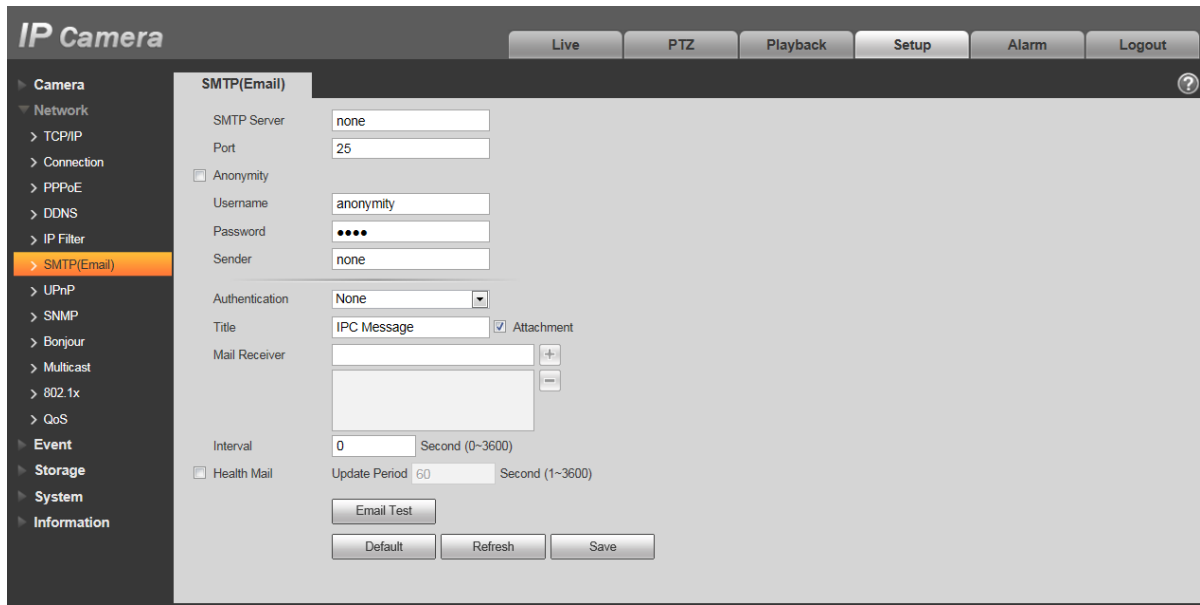 IP Camera
Live PTZ Playback Setup Alarm Logout
Camera
Network
TCP/IP
Connection
PPPoE
DDNS
IP Filter
SMTP(Email)
UPnP
SNMP
Bonjour
Multicast
802.1x
QoS
Event
Storage
System
Information
SMTP(Email)
?
SMTP Server none
Port 25
Anonymity
Username anonymity
Password ••••
Sender none
Authentication None
Title IPC Message Attachment
Mail Receiver
Interval 0 Second (0~3600)
Health Mail Update Period 60 Second (1~3600)
Email Test
Default Refresh Save